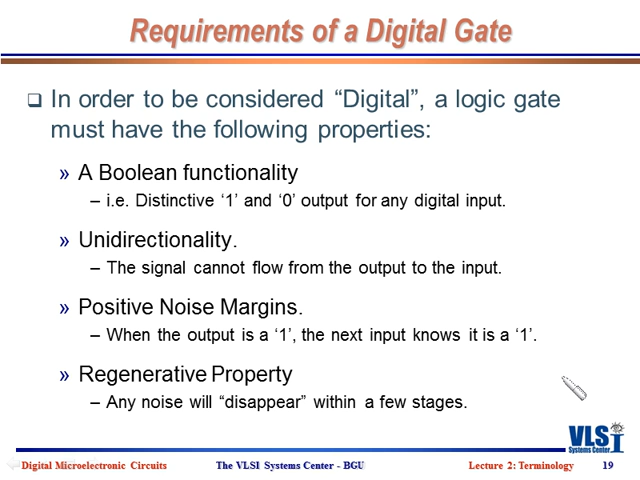 Requirements of a Digital Gate
In order to be considered “Digital”, a logic gate
must have the following properties:
» A Boolean functionality
– i.e. Distinctive ‘1’ and ‘0’ output for any digital input.
» Unidirectionality.
– The signal cannot flow from the output to the input.
» Positive Noise Margins.
– When the output is a ‘1’, the next input knows it is a ‘1’.
» Regenerative Property
– Any noise will “disappear” within a few stages.
VLSI
Systems Center
Digital Microelectronic Circuits The VLSI Systems Center - BGU Lecture 2: Terminology 19